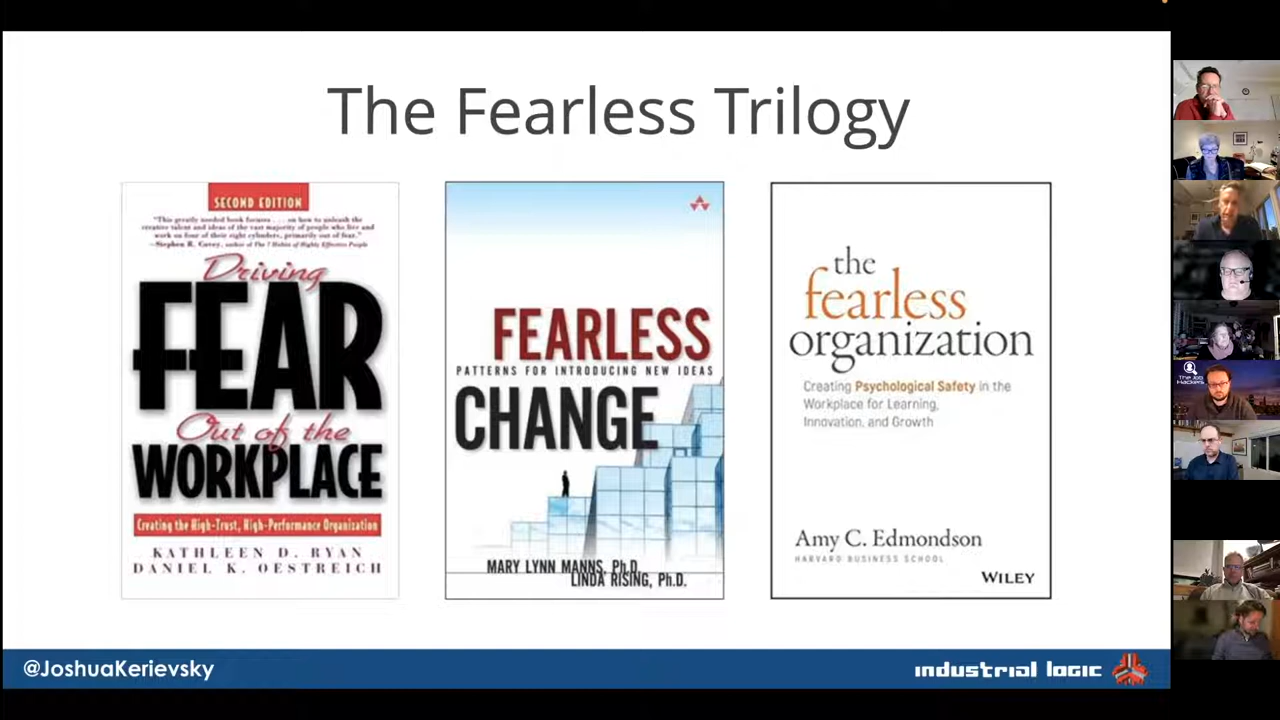 The Fearless Trilogy
SECOND EDITION
"This greatly needed book focuses . . . on how to unleash the
creative talent and ideas of the vast majority of people who live and
work on four of their eight cylinders, primarily out of fear."
—Stephen R. Covey, author of The 7 Habits of Highly Effective People
Driving
FEAR
Out of the
WORKPLACE
Creating the High-Trust, High-Performance Organization
KATHLEEN D. RYAN
DANIEL K. OESTREICH
FEARLESS
PATTERNS FOR INTRODUCING NEW IDEAS
CHANGE
MARY LYNN MANNS, Ph.D.
LINDA RISING, Ph.D.
the
fearless
organization
Creating Psychological Safety in the
Workplace for Learning,
Innovation, and Growth
Amy C. Edmondson
HARVARD BUSINESS SCHOOL
WILEY
@JoshuaKerievsky
industrial logic
The Job
Hackers